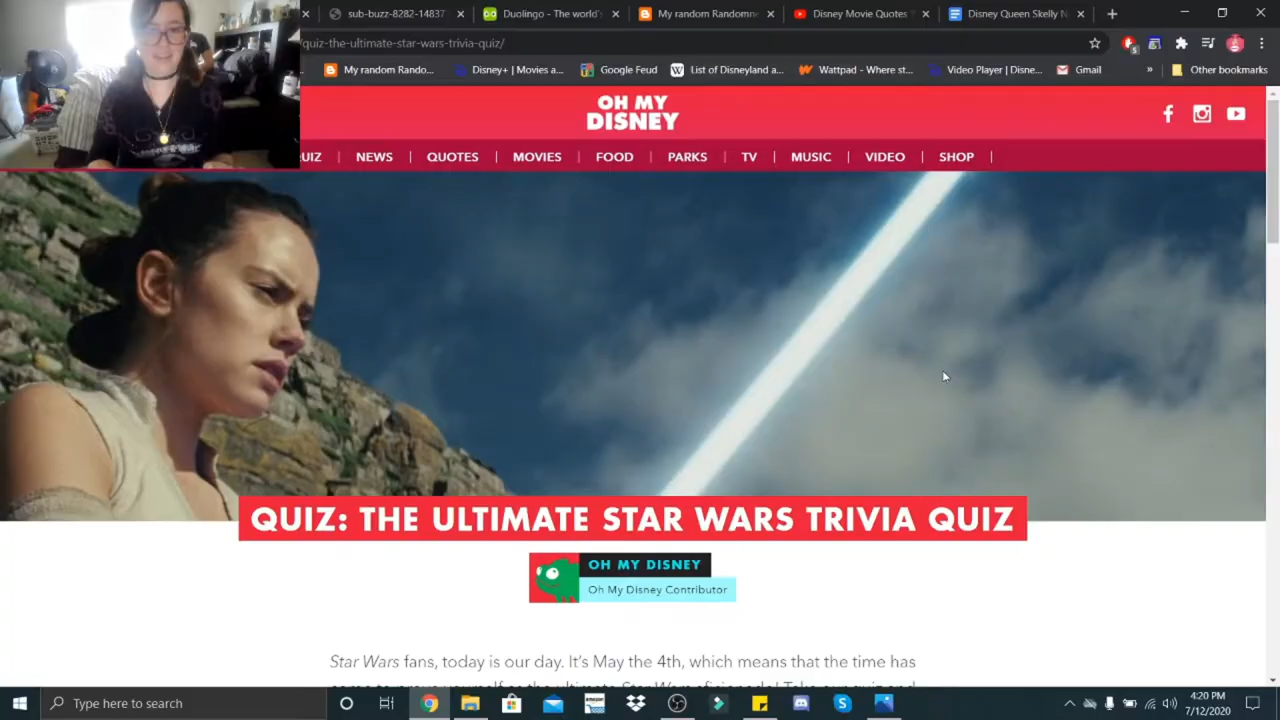 sub-buzz-8282-14837
Duolingo - The world'
My random Randomn
Disney Movie Quotes
Disney Queen Skelly N
/quiz-the-ultimate-star-wars-trivia-quiz/
My random Rando...
Disney+ | Movies a...
Google Feud
List of Disneyland a...
Wattpad - Where st...
Video Player | Disne...
Gmail
»
Other bookmarks
OH MY
DISNEY
UIZ | NEWS | QUOTES | MOVIES | FOOD | PARKS | TV | MUSIC | VIDEO | SHOP |
QUIZ: THE ULTIMATE STAR WARS TRIVIA QUIZ
OH MY DISNEY
Oh My Disney Contributor
Star Wars fans, today is our day. It's May the 4th, which means that the time has
Type here to search
4:20 PM
7/12/2020